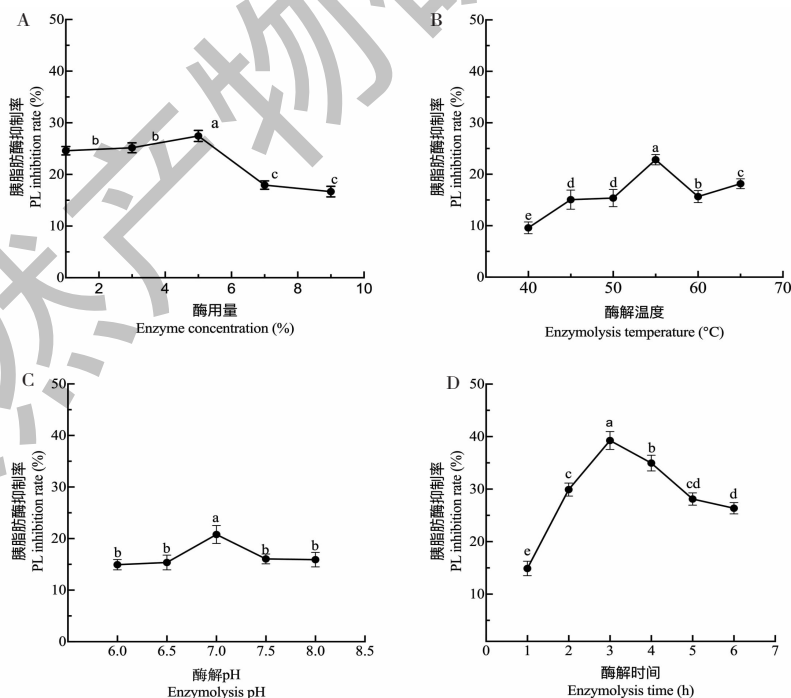 A
50
40
30
20
10
0
胰脂肪酶抑制率
PL inhibition rate (%)
b
b
a
c
c
2
4
6
8
10
酶用量
Enzyme concentration (%)
B
50
40
30
20
10
0
胰脂肪酶抑制率
PL inhibition rate (%)
e
d
d
a
b
c
40
50
60
70
酶解温度
Enzymolysis temperature (°C)
C
50
40
30
20
10
0
胰脂肪酶抑制率
PL inhibition rate (%)
b
b
a
b
b
6.0
6.5
7.0
7.5
8.0
8.5
酶解pH
Enzymolysis pH
D
50
40
30
20
10
胰脂肪酶抑制率
PL inhibition rate (%)
e
c
a
b
cd
d
0
1
2
3
4
5
6
7
酶解时间
Enzymolysis time (h)
然产物